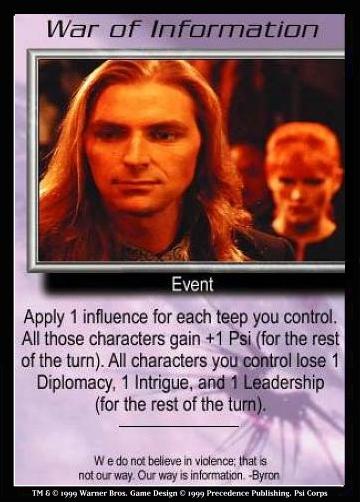 War of Information
Event
Apply 1 influence for each teep you control.
All those characters gain +1 Psi (for the rest
of the turn). All characters you control lose 1
Diplomacy, 1 Intrigue, and 1 Leadership
(for the rest of the turn).
W e do not believe in violence; that is
not our way. Our way is information. -Byron
TM & © 1999 Warner Bros. Game Design © 1999 Precedence Publishing. Psi Corps